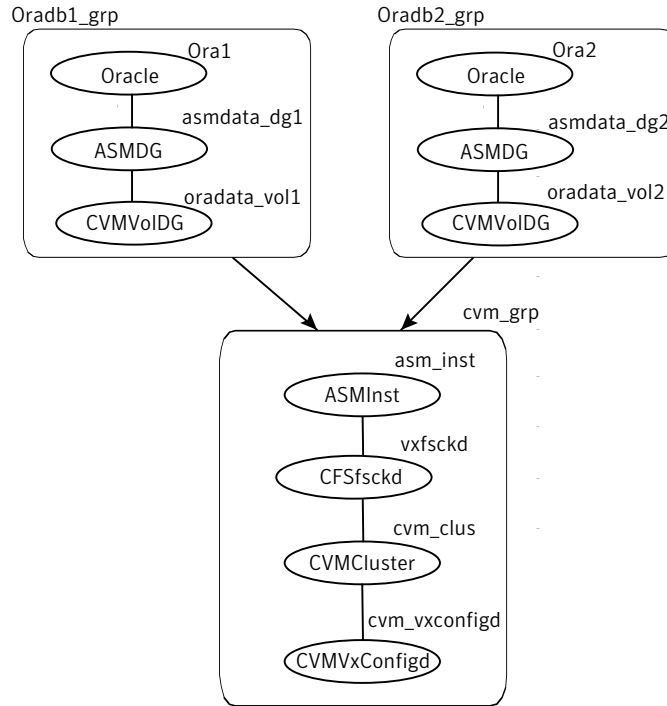 Oradb1_grp
Oradb2_grp
Ora1
Oracle
asmdata_dg1
ASMDG
oradata_vol1
CVMVolDG
Ora2
Oracle
asmdata_dg2
ASMDG
oradata_vol2
CVMVolDG
cvm_grp
asm_inst
ASMInst
vxfsckd
CFSfsckd
cvm_clus
CVMCluster
cvm_vxconfigd
CVMVxConfigd